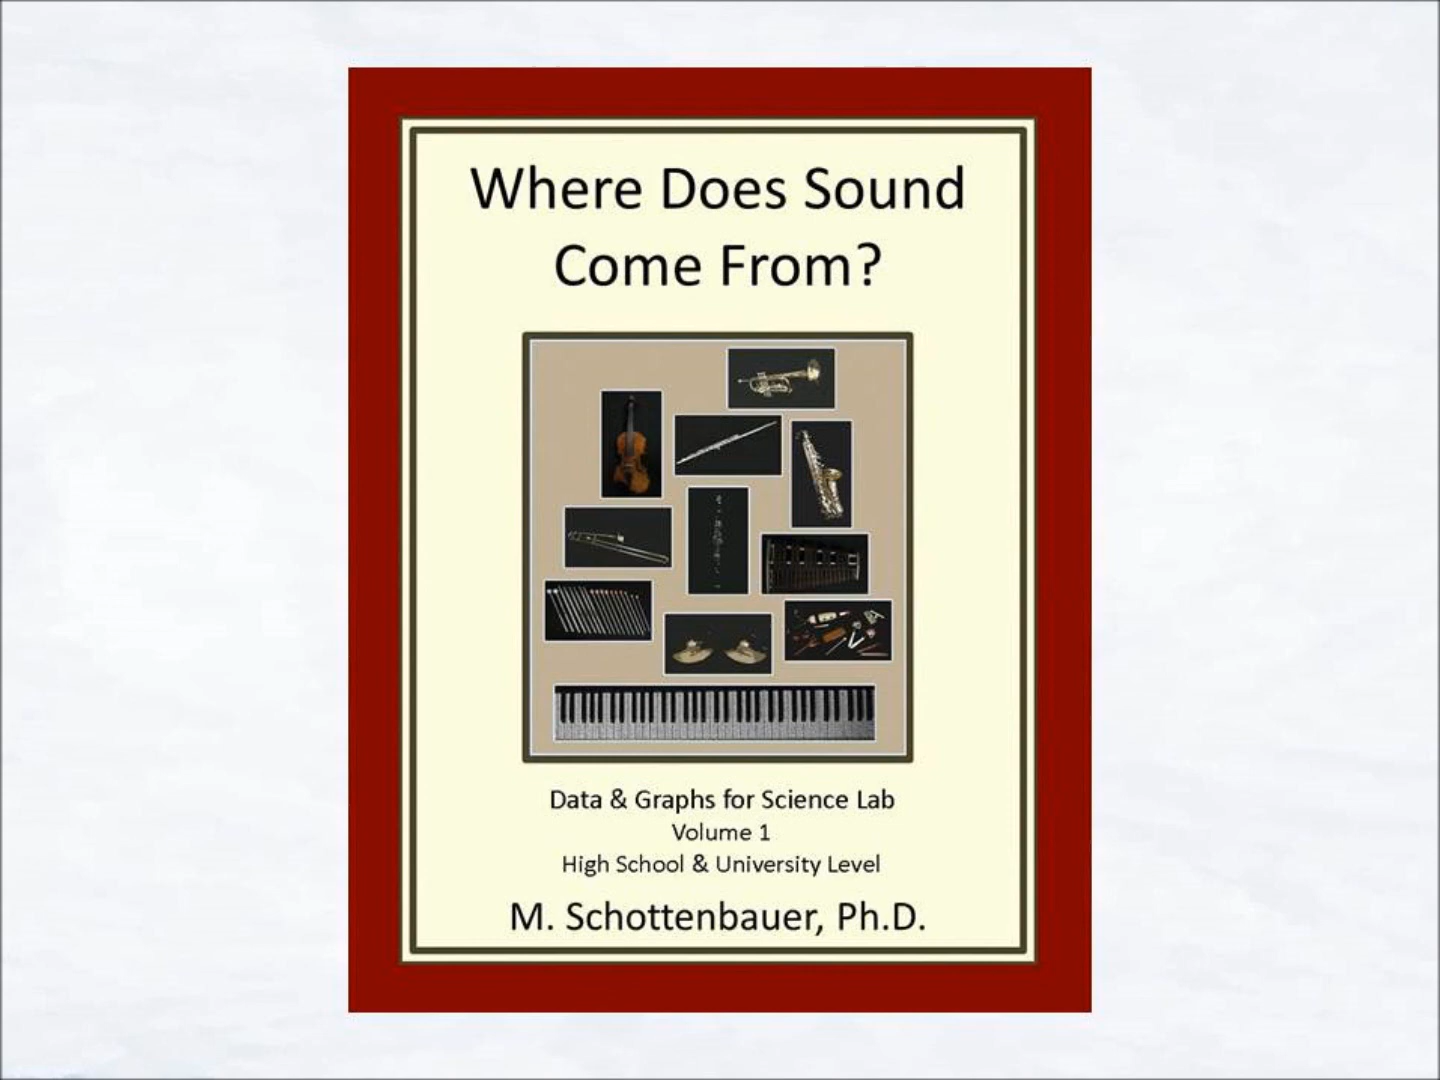 Where Does Sound
Come From?
Data & Graphs for Science Lab
Volume 1
High School & University Level
M. Schottenbauer, Ph.D.